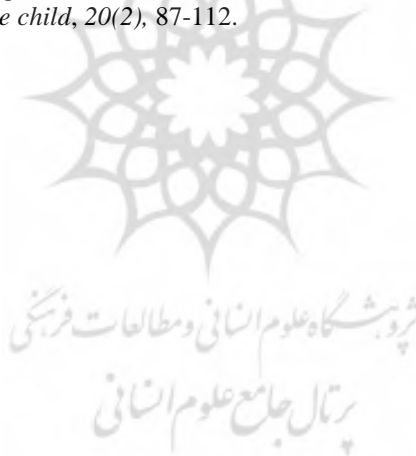 e child, 20(2), 87-112.
پژوهشگاه علوم انسانی و مطالعات فرهنگی
پرتال جامع علوم انسانی